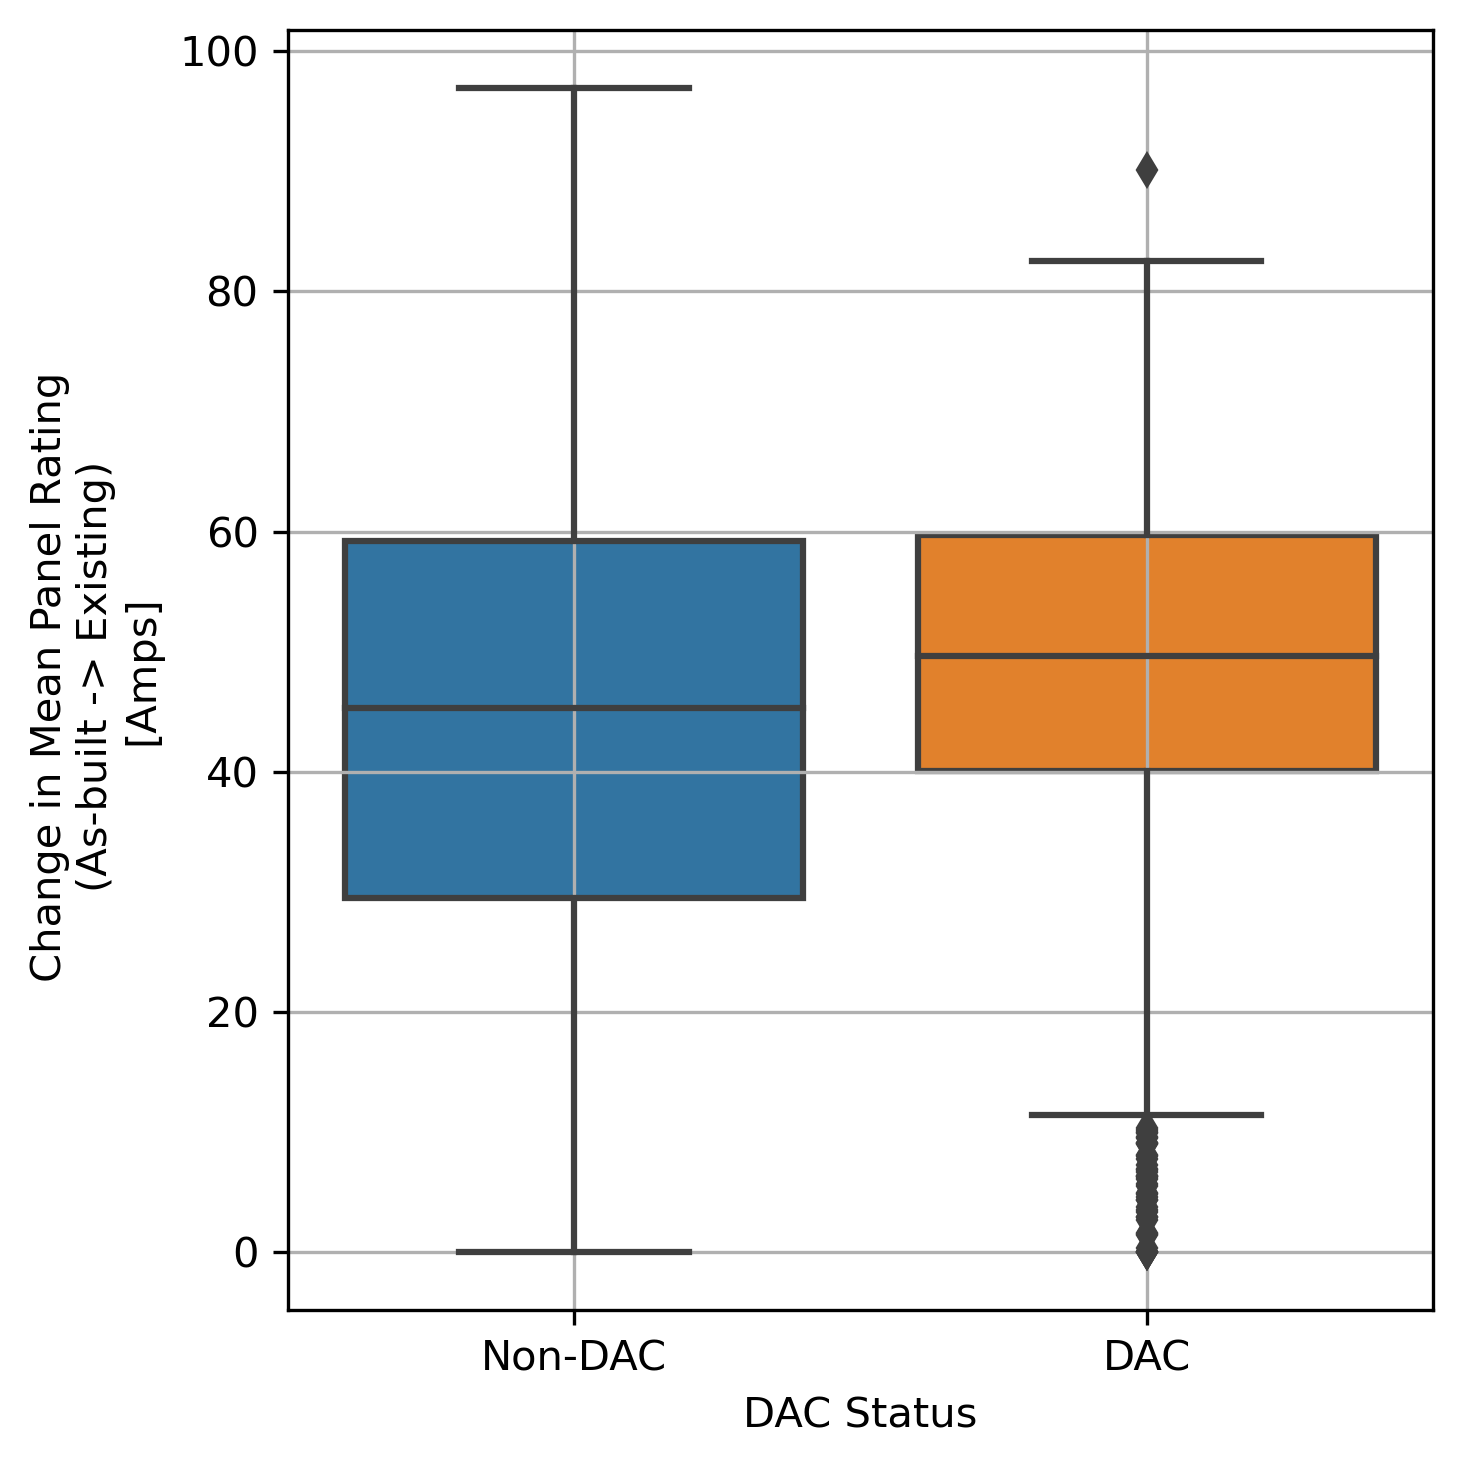 Change in Mean Panel Rating
(As-built -> Existing)
[Amps]
100
80
60
40
20
0
Non-DAC
DAC
DAC Status